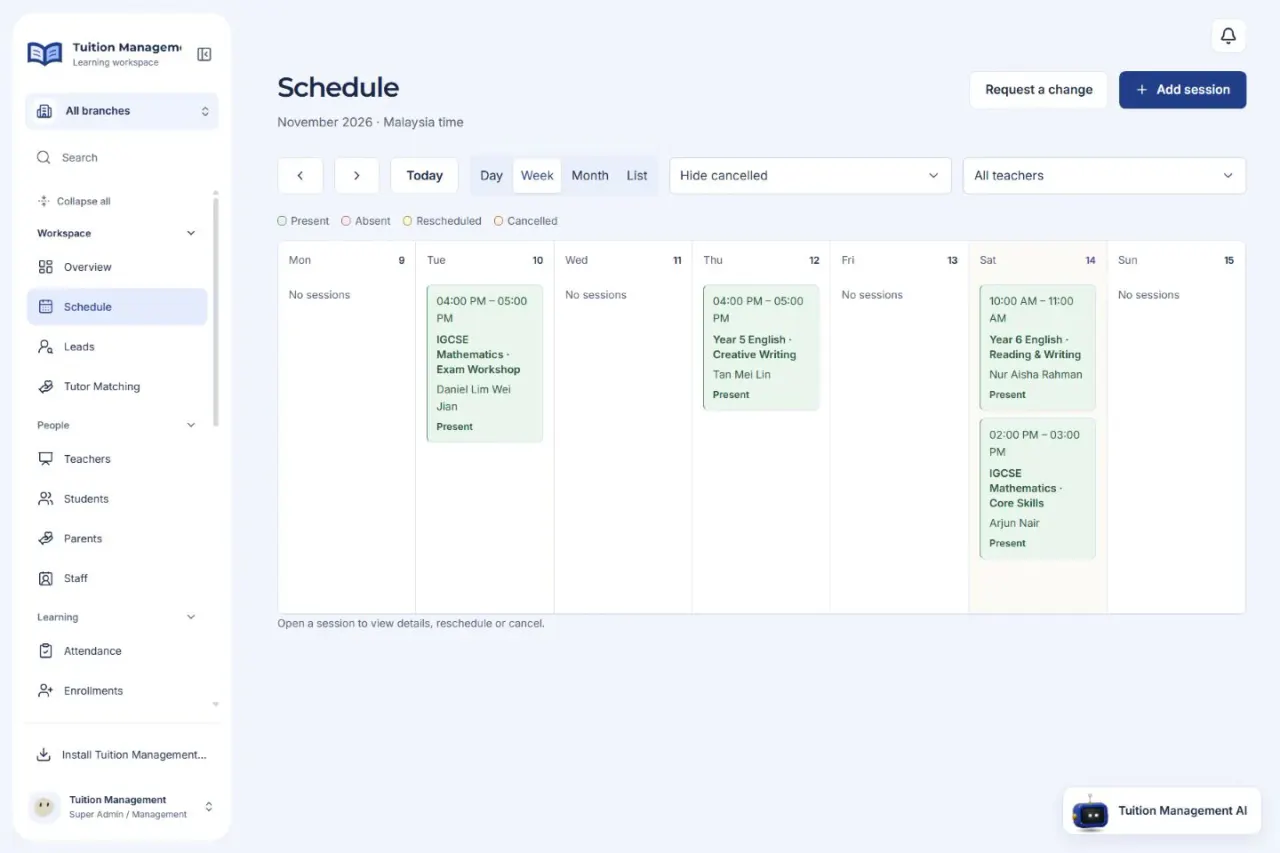 Tuition Managem
Learning workspace
All branches
Search
Collapse all
Workspace
Overview
Schedule
Leads
Tutor Matching
People
Teachers
Students
Parents
Staff
Learning
Attendance
Enrollments
Install Tuition Management...
Tuition Management
Super Admin / Management
Schedule
November 2026 · Malaysia time
Request a change
+ Add session
Today
Day
Week
Month
List
Hide cancelled
All teachers
Present
Absent
Rescheduled
Cancelled
Mon 9
No sessions
Tue 10
04:00 PM – 05:00
PM
IGCSE
Mathematics ·
Exam Workshop
Daniel Lim Wei
Jian
Present
Wed 11
No sessions
Thu 12
04:00 PM – 05:00
PM
Year 5 English ·
Creative Writing
Tan Mei Lin
Present
Fri 13
No sessions
Sat 14
10:00 AM – 11:00
AM
Year 6 English ·
Reading & Writing
Nur Aisha Rahman
Present
02:00 PM – 03:00
PM
IGCSE
Mathematics ·
Core Skills
Arjun Nair
Present
Sun 15
No sessions
Open a session to view details, reschedule or cancel.
Tuition Management AI